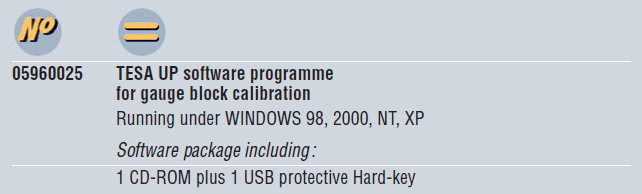 No
05960025 TESA UP software programme
for gauge block calibration
Running under WINDOWS 98, 2000, NT, XP
Software package including:
1 CD-ROM plus 1 USB protective Hard-key